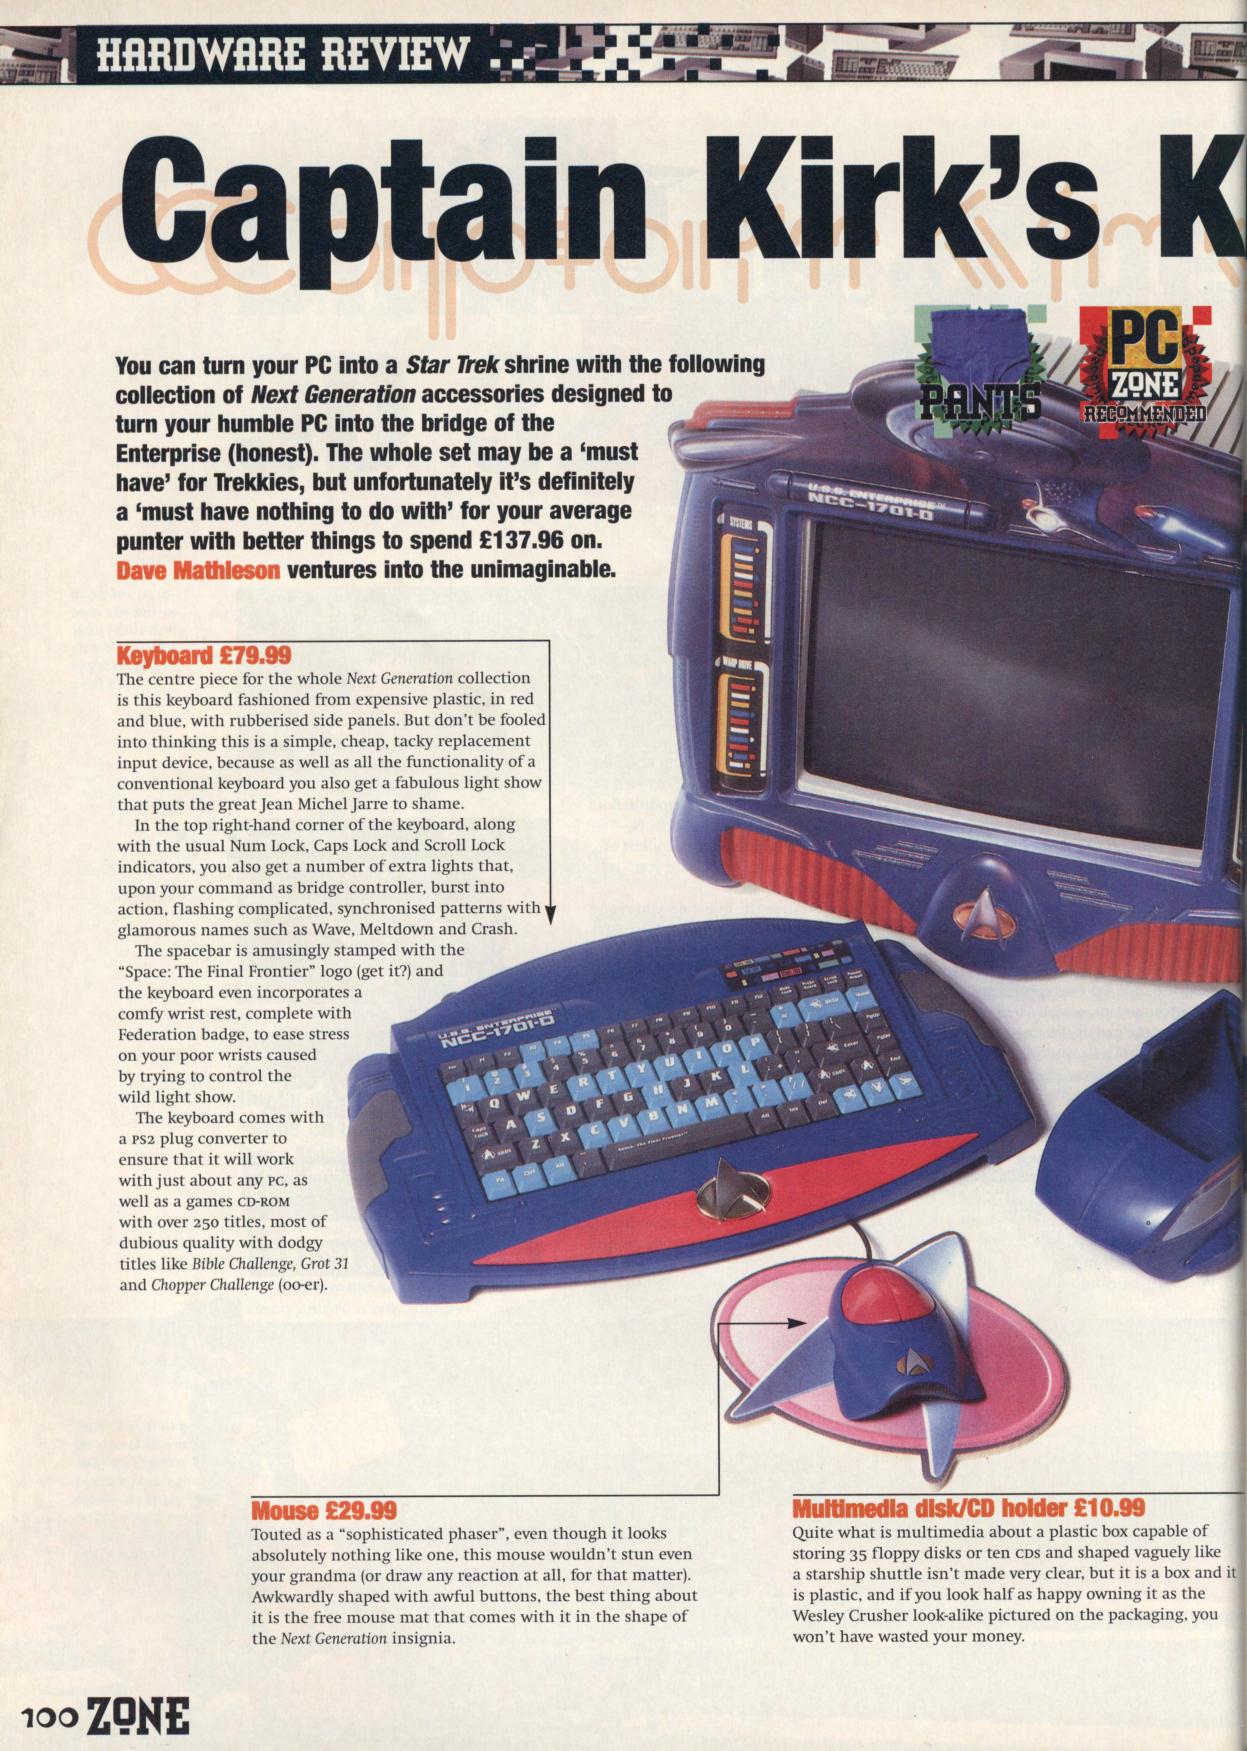 HARDWARE REVIEW
Captain Kirk's K
You can turn your PC into a Star Trek shrine with the following
collection of Next Generation accessories designed to
turn your humble PC into the bridge of the
Enterprise (honest). The whole set may be a ‘must
have’ for Trekkies, but unfortunately it’s definitely
a ‘must have nothing to do with’ for your average
punter with better things to spend £137.96 on.
Dave Mathieson ventures into the unimaginable.
PANTS
PC
ZONE
RECOMMENDED
U.S.S. ENTERPRISE™
NCC-1701-D
SYSTEMS
WARP DRIVE
Keyboard £79.99
The centre piece for the whole Next Generation collection
is this keyboard fashioned from expensive plastic, in red
and blue, with rubberised side panels. But don’t be fooled
into thinking this is a simple, cheap, tacky replacement
input device, because as well as all the functionality of a
conventional keyboard you also get a fabulous light show
that puts the great Jean Michel Jarre to shame.
In the top right-hand corner of the keyboard, along
with the usual Num Lock, Caps Lock and Scroll Lock
indicators, you also get a number of extra lights that,
upon your command as bridge controller, burst into
action, flashing complicated, synchronised patterns with
glamorous names such as Wave, Meltdown and Crash.
The spacebar is amusingly stamped with the
“Space: The Final Frontier” logo (get it?) and
the keyboard even incorporates a
comfy wrist rest, complete with
Federation badge, to ease stress
on your poor wrists caused
by trying to control the
wild light show.
The keyboard comes with
a PS2 plug converter to
ensure that it will work
with just about any PC, as
well as a games CD-ROM
with over 250 titles, most of
dubious quality with dodgy
titles like Bible Challenge, Grot 31
and Chopper Challenge (oo-er).
U.S.S. ENTERPRISE™
NCC-1701-D
Q W E R T Y U I O P
A S D F G H J K L
Z X C V B N M
Space: The Final Frontier™
Mouse £29.99
Touted as a “sophisticated phaser”, even though it looks
absolutely nothing like one, this mouse wouldn’t stun even
your grandma (or draw any reaction at all, for that matter).
Awkwardly shaped with awful buttons, the best thing about
it is the free mouse mat that comes with it in the shape of
the Next Generation insignia.
Multimedia disk/CD holder £10.99
Quite what is multimedia about a plastic box capable of
storing 35 floppy disks or ten CDs and shaped vaguely like
a starship shuttle isn’t made very clear, but it is a box and it
is plastic, and if you look half as happy owning it as the
Wesley Crusher look-alike pictured on the packaging, you
won’t have wasted your money.
100 ZONE